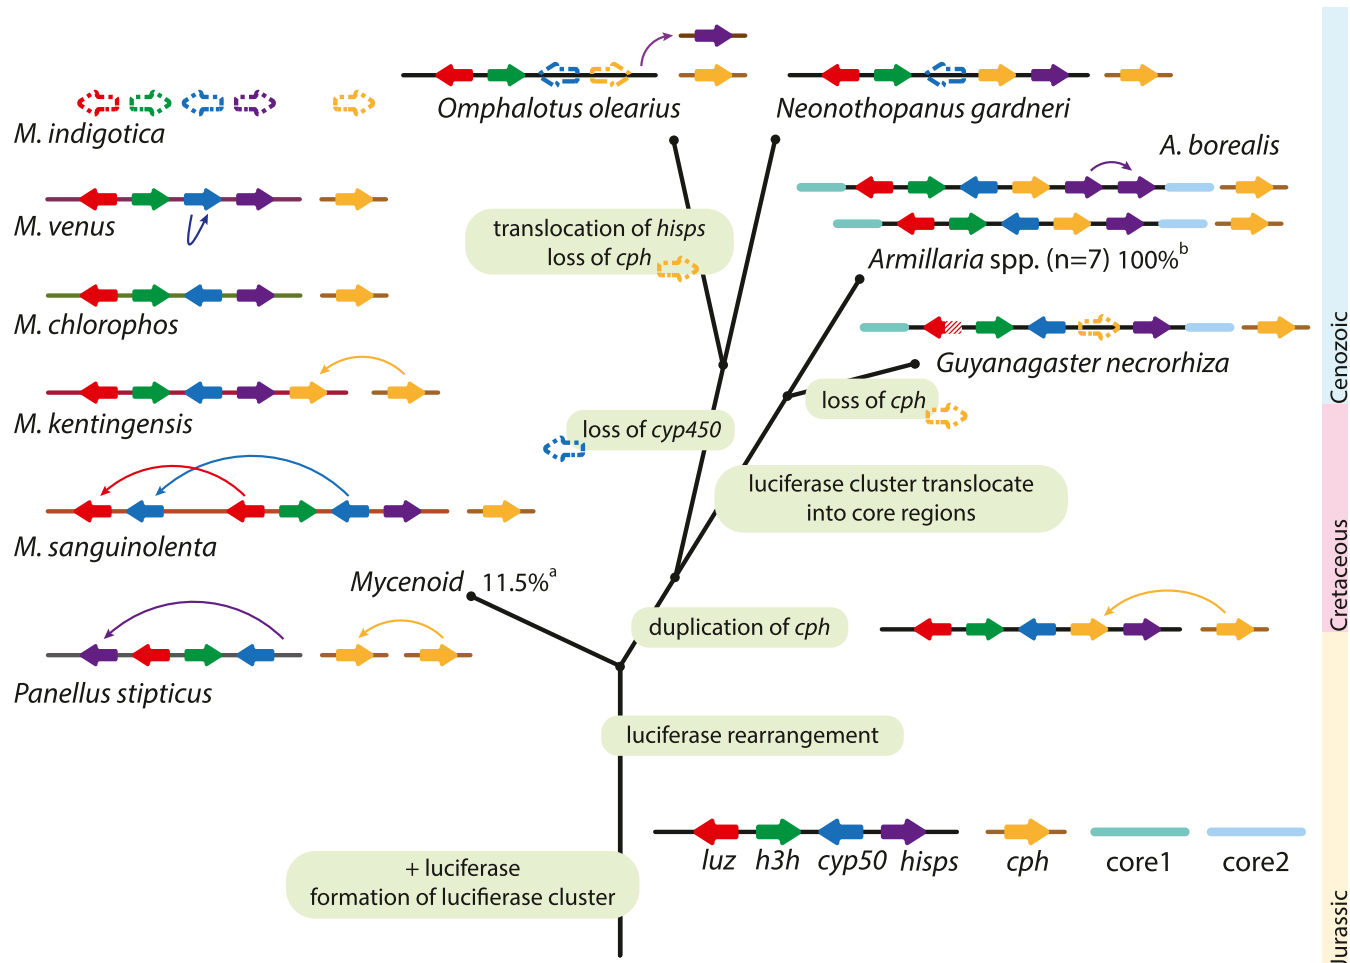 Omphalotus olearius
Neonothopanus gardneri
M. indigotica
A. borealis
M. venus
translocation of hisps
loss of cph
Armillaria spp. (n=7) 100%b
M. chlorophos
Guyanagaster necrorhiza
loss of cph
M. kentingensis
loss of cyp450
luciferase cluster translocate
into core regions
M. sanguinolenta
Mycenoid 11.5%a
duplication of cph
Panellus stipticus
luciferase rearrangement
luz h3h cyp50 hisps cph core1 core2
+ luciferase
formation of lucifierase cluster
Cenozoic
Cretaceous
Jurassic